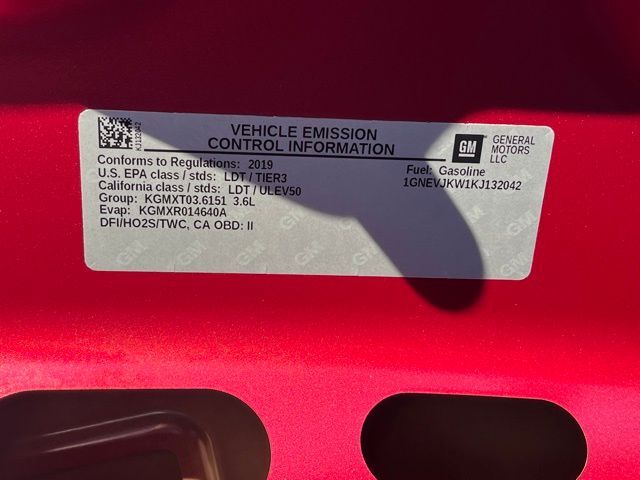 KJ132042
VEHICLE EMISSION
CONTROL INFORMATION
GM
GENERAL
MOTORS
LLC
Conforms to Regulations: 2019
U.S. EPA class / stds: LDT / TIER3
California class / stds: LDT / ULEV50
Group: KGMXT03.6151 3.6L
Evap: KGMXR014640A
DFI/HO2S/TWC, CA OBD: II
Fuel: Gasoline
1GNEVJKW1KJ132042